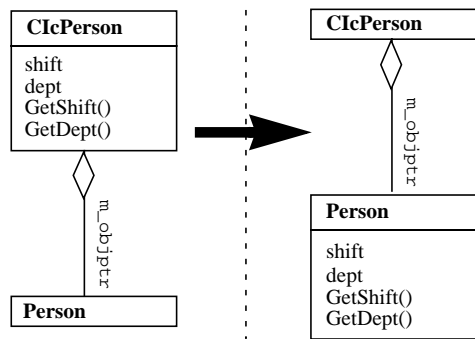 CIcPerson
shift
dept
GetShift()
GetDept()
m_objptr
Person
CIcPerson
m_objptr
Person
shift
dept
GetShift()
GetDept()